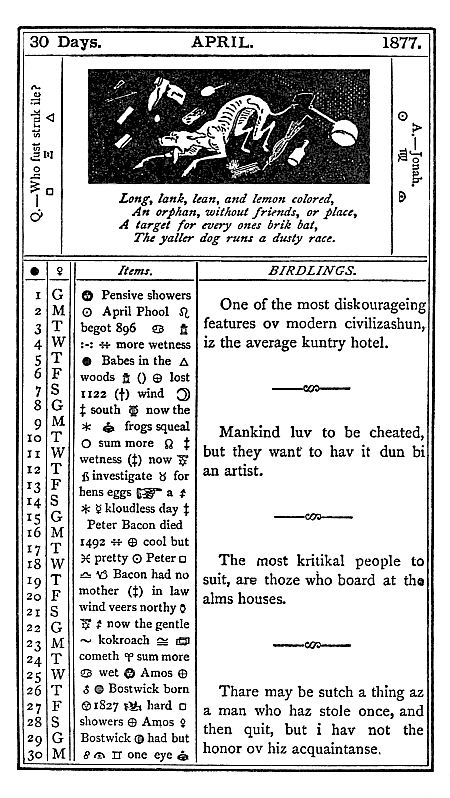 30 Days. APRIL. 1877.
Q.—Who fust struk ile?
A.—Jonah.
Long, lank, lean, and lemon colored,
An orphan, without friends, or place,
A target for every ones brik bat,
The yaller dog runs a dusty race.
● ♀ Items. BIRDLINGS.
1 G
2 M
3 T
4 W
5 T
6 F
7 S
8 G
9 M
10 T
11 W
12 T
13 F
14 S
15 G
16 M
17 T
18 W
19 T
20 F
21 S
22 G
23 M
24 T
25 W
26 T
27 F
28 S
29 G
30 M
Pensive showers
☉ April Phool ♌
begot 896 ♋
:-: more wetness
● Babes in the △
woods () ⊕ lost
1122 (†) wind
‡ south now the
* frogs squeal
○ sum more ☊ ‡
wetness (‡) now
investigate ♉ for
hens eggs ☞ a
* ☿ kloudless day ‡
Peter Bacon died
1492 ⊕ cool but
♓ pretty ⊙ Peter □
♎ ♑ Bacon had no
mother (‡) in law
wind veers northy
now the gentle
~ kokroach ≅
cometh ♈ sum more
♋ wet Amos ⊕
♂ Bostwick born
1827 hard □
showers ⊕ Amos ♀
Bostwick had but
♊ one eye
One of the most diskourageing
features ov modern civilizashun,
iz the average kuntry hotel.
Mankind luv to be cheated,
but they want to hav it dun bi
an artist.
The most kritikal people to
suit, are thoze who board at the
alms houses.
Thare may be sutch a thing az
a man who haz stole once, and
then quit, but i hav not the
honor ov hiz acquaintanse.